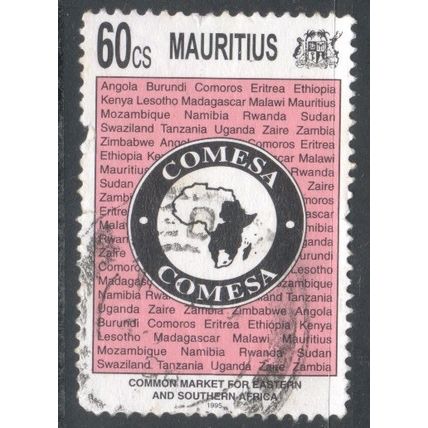 60CS MAURITIUS
Angola Burundi Comoros Eritrea Ethiopia
Kenya Lesotho Madagascar Malawi Mauritius
Mozambique Namibia Rwanda Sudan
Swaziland Tanzania Uganda Zaire Zambia
Zimbabwe Angola Comoros Eritrea
Ethiopia Malawi
Mauritius Rwanda
Sudan
Zaire
COMESA
COMESA
Lesotho
Mozambique
Namibia Tanzania
Uganda Zaire Zambia Zimbabwe Angola
Burundi Comoros Eritrea Ethiopia Kenya
Lesotho Madagascar Malawi Mauritius
Mozambique Namibia Rwanda Sudan
Swaziland Tanzania Uganda Zaire Zambia
COMMON MARKET FOR EASTERN
AND SOUTHERN AFRICA
1995